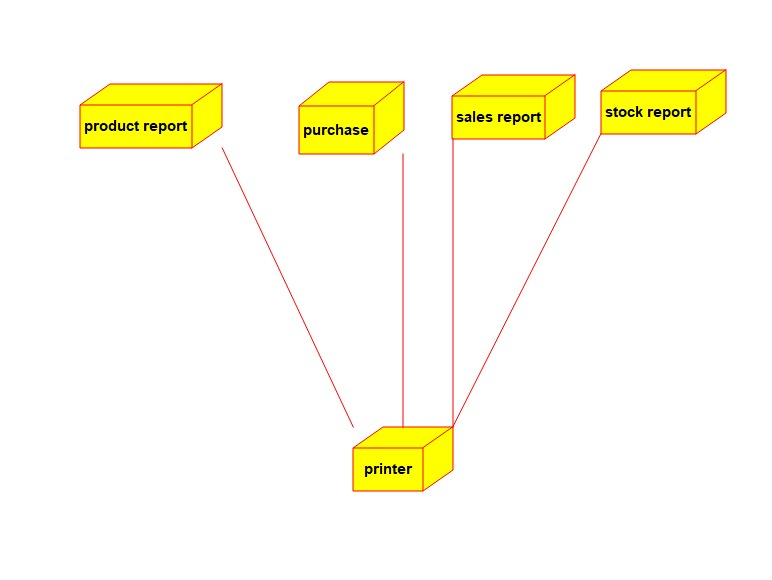 product report
purchase
sales report
stock report
printer